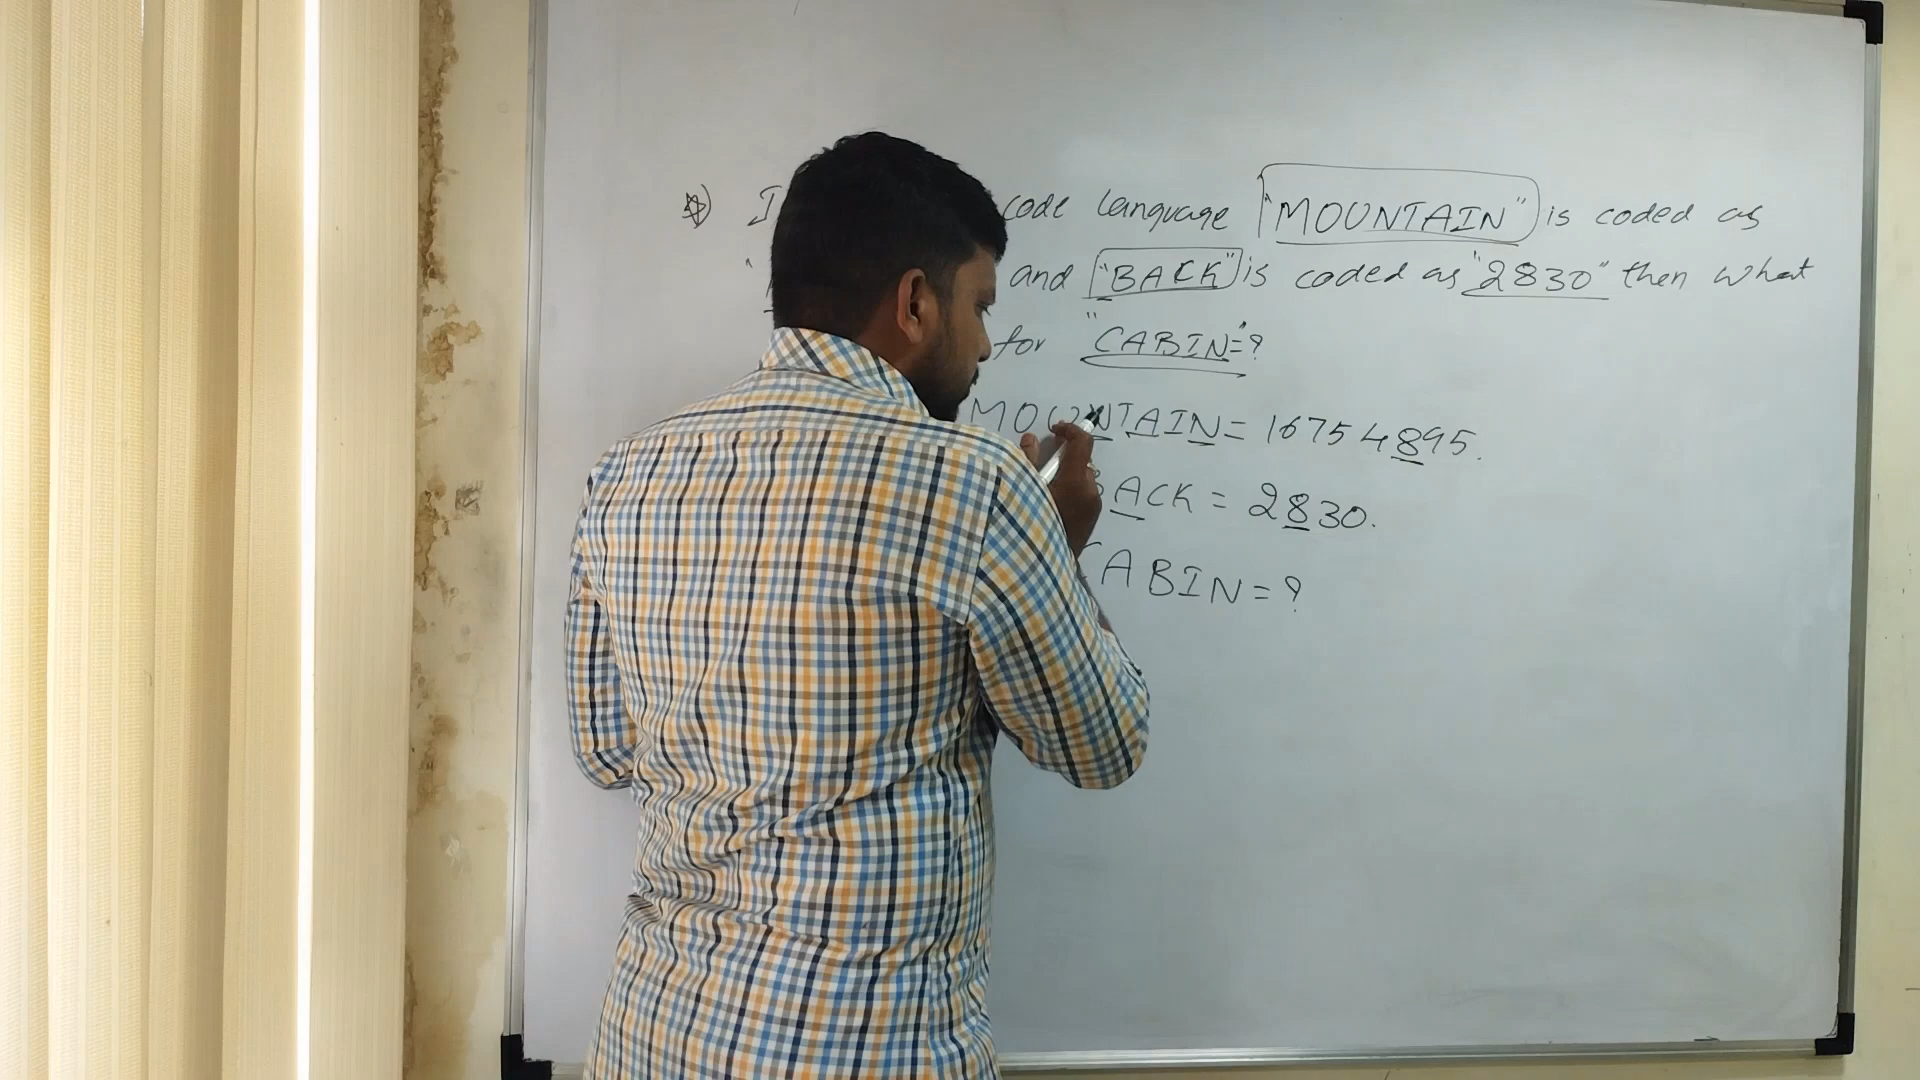 code language "MOUNTAIN" is coded as
and "BACK" is coded as "2830" then what
for "CABIN"=?
MOUNTAIN = 16754895.
BACK = 2830.
CABIN = ?